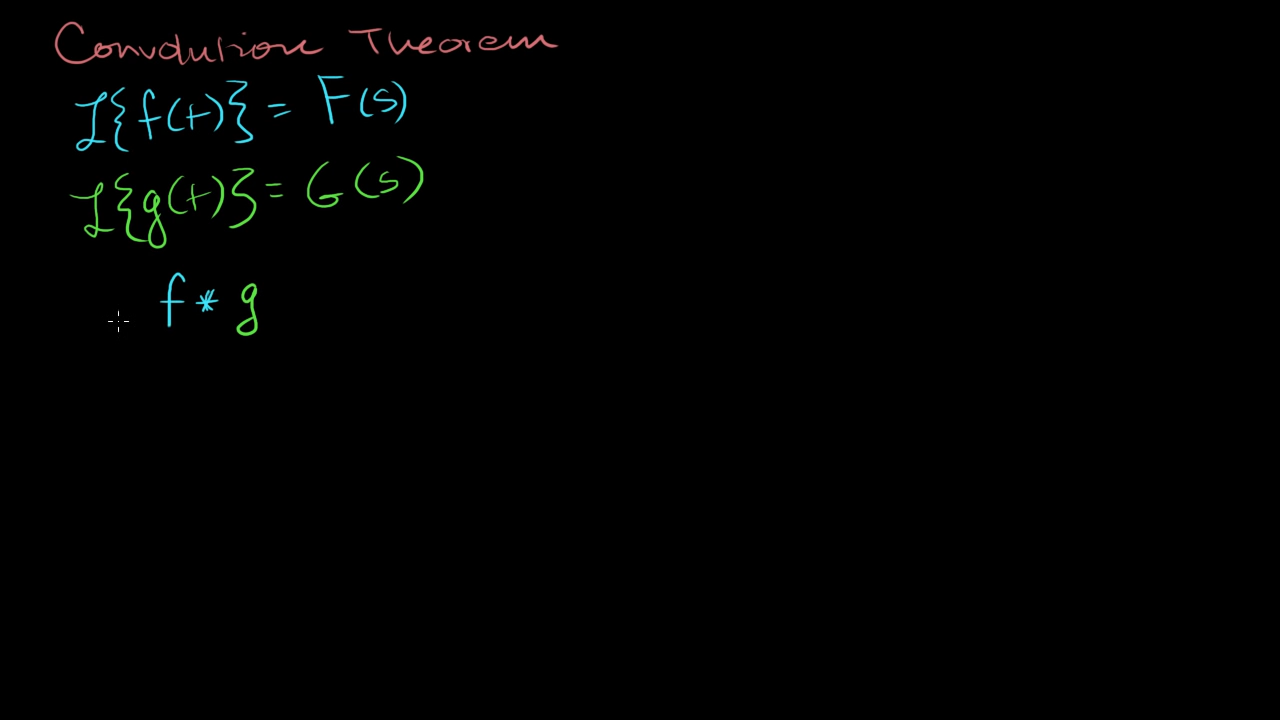 Convolution Theorem
ℒ{f(t)} = F(s)
ℒ{g(t)} = G(s)
f * g